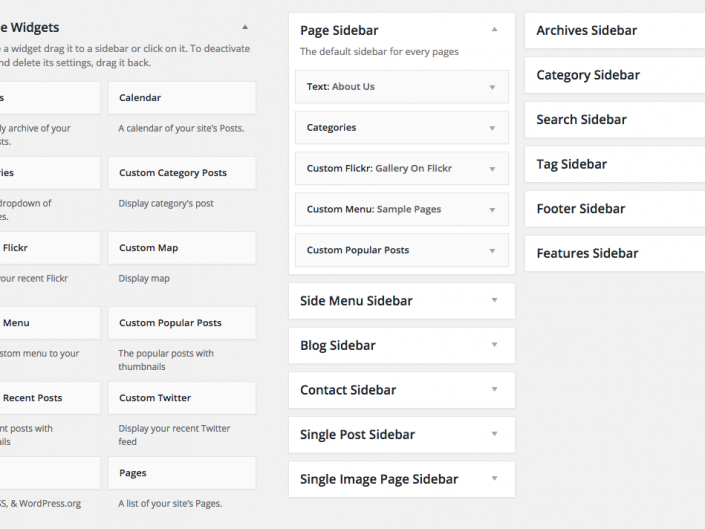 e Widgets
e a widget drag it to a sidebar or click on it. To deactivate
nd delete its settings, drag it back.
s
Calendar
ly archive of your
sts.
A calendar of your site's Posts.
ies
Custom Category Posts
dropdown of
es.
Display category's post
Flickr
Custom Map
our recent Flickr
Display map
Menu
Custom Popular Posts
stom menu to your
The popular posts with
thumbnails
Recent Posts
Custom Twitter
nt posts with
ails
Display your recent Twitter
feed
Pages
SS, & WordPress.org
A list of your site's Pages.
Page Sidebar
The default sidebar for every pages
Text: About Us
Categories
Custom Flickr: Gallery On Flickr
Custom Menu: Sample Pages
Custom Popular Posts
Side Menu Sidebar
Blog Sidebar
Contact Sidebar
Single Post Sidebar
Single Image Page Sidebar
Archives Sidebar
Category Sidebar
Search Sidebar
Tag Sidebar
Footer Sidebar
Features Sidebar